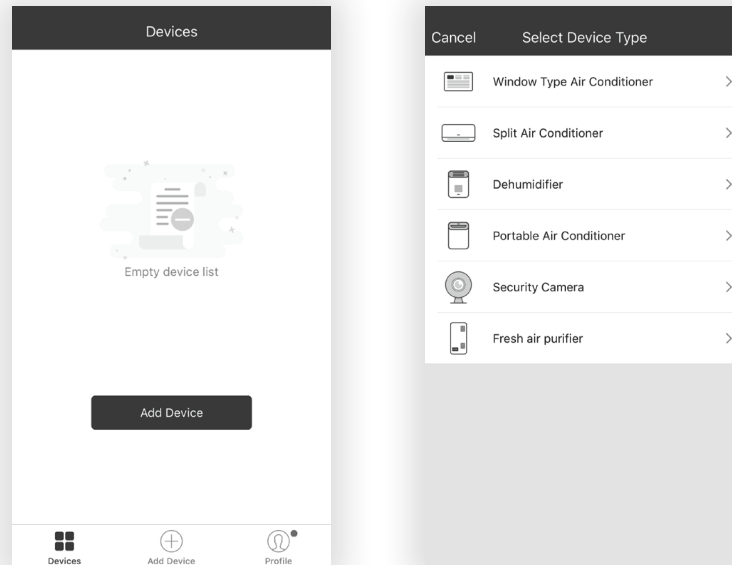 Devices
Empty device list
Add Device
Devices
Add Device
Profile
Cancel
Select Device Type
Window Type Air Conditioner
Split Air Conditioner
Dehumidifier
Portable Air Conditioner
Security Camera
Fresh air purifier